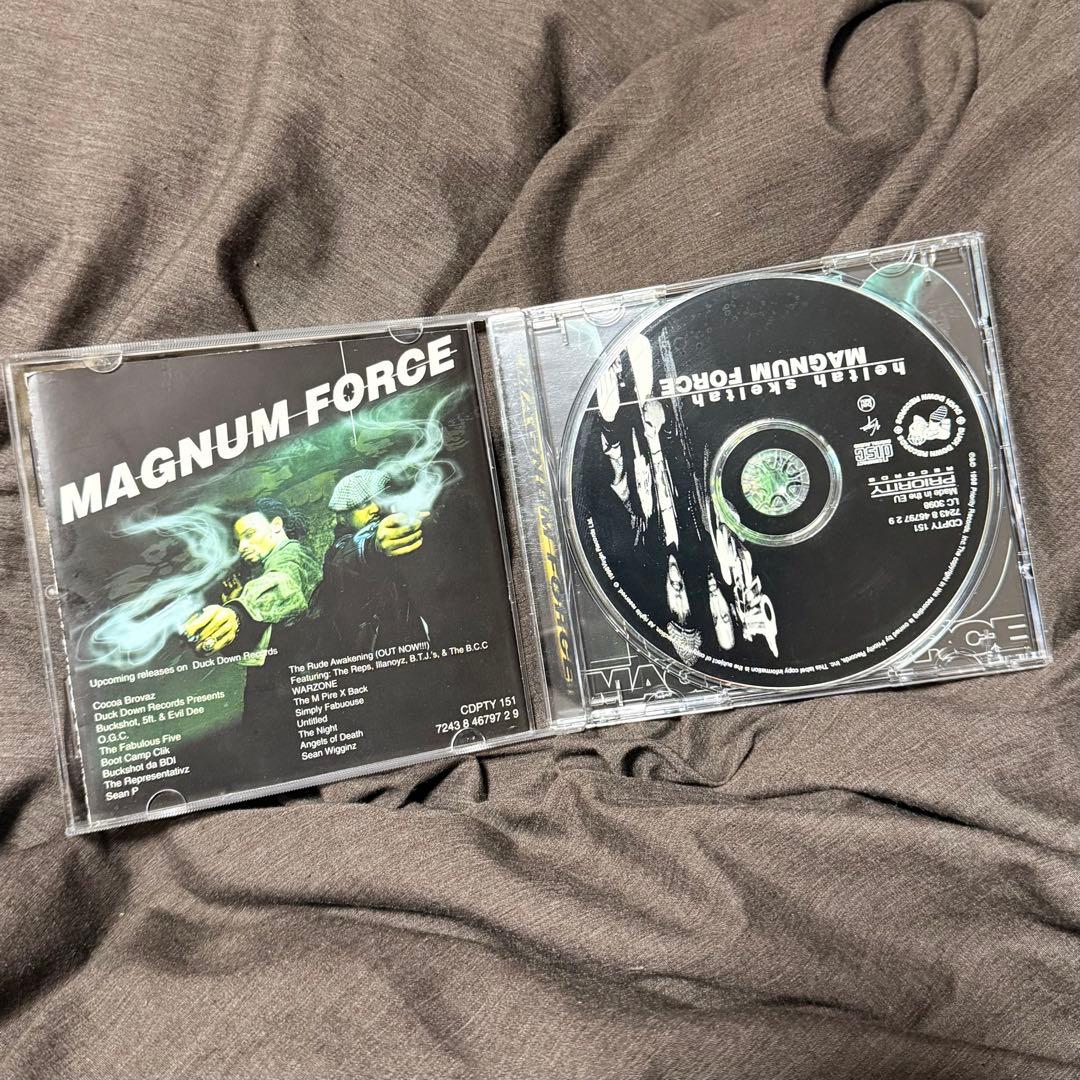 MAGNUM FORCE
Upcoming releases on Duck Down Records
Cocoa Brovaz
Duck Down Records Presents
Buckshot, 5ft. & Evil Dee
O.G.C.
The Fabulous Five
Boot Camp Clik
Buckshot da BDI
The Representativz
Sean P
The Rude Awakening (OUT NOW!!!)
Featuring: The Reps, Illanoyz, B.T.J.'s, & The B.C.C
WARZONE
The M Pire X Back
Simply Fabuouse
Untitled
The Night
Angels of Death
Sean Wigginz
CDPTY 151
7243 8 46797 2 9
heltah skeltah
MAGNUM FORCE
DUCK DOWN RECORDS
disc
PRIORITY
RECORDS
Made in the EU
LC 3098
7243 8 46797 2 9
CDPTY 151